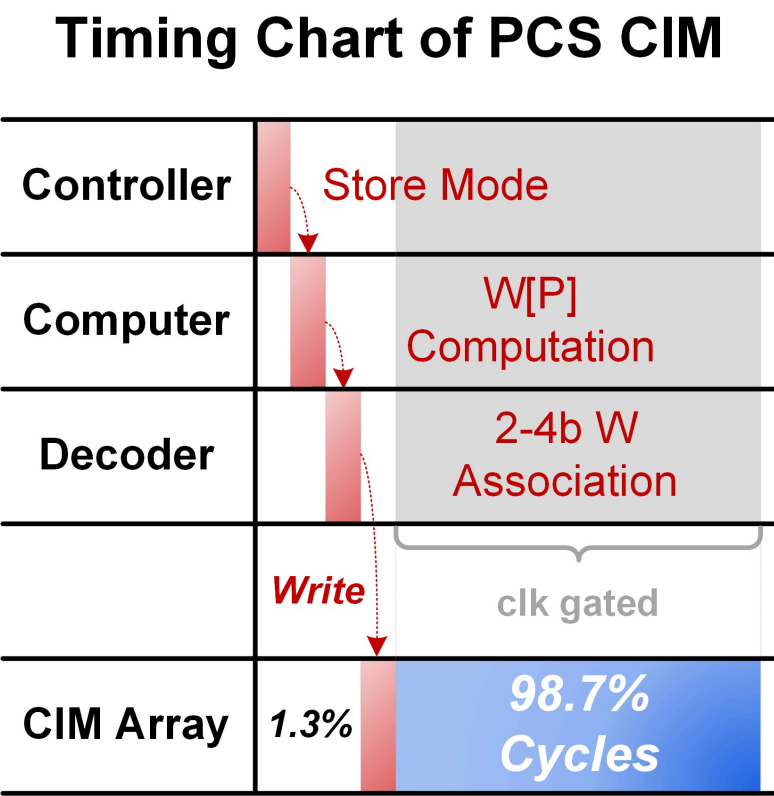 Timing Chart of PCS CIM
Controller
Store Mode
Computer
W[P]
Computation
Decoder
2-4b W
Association
Write
clk gated
CIM Array
1.3%
98.7%
Cycles